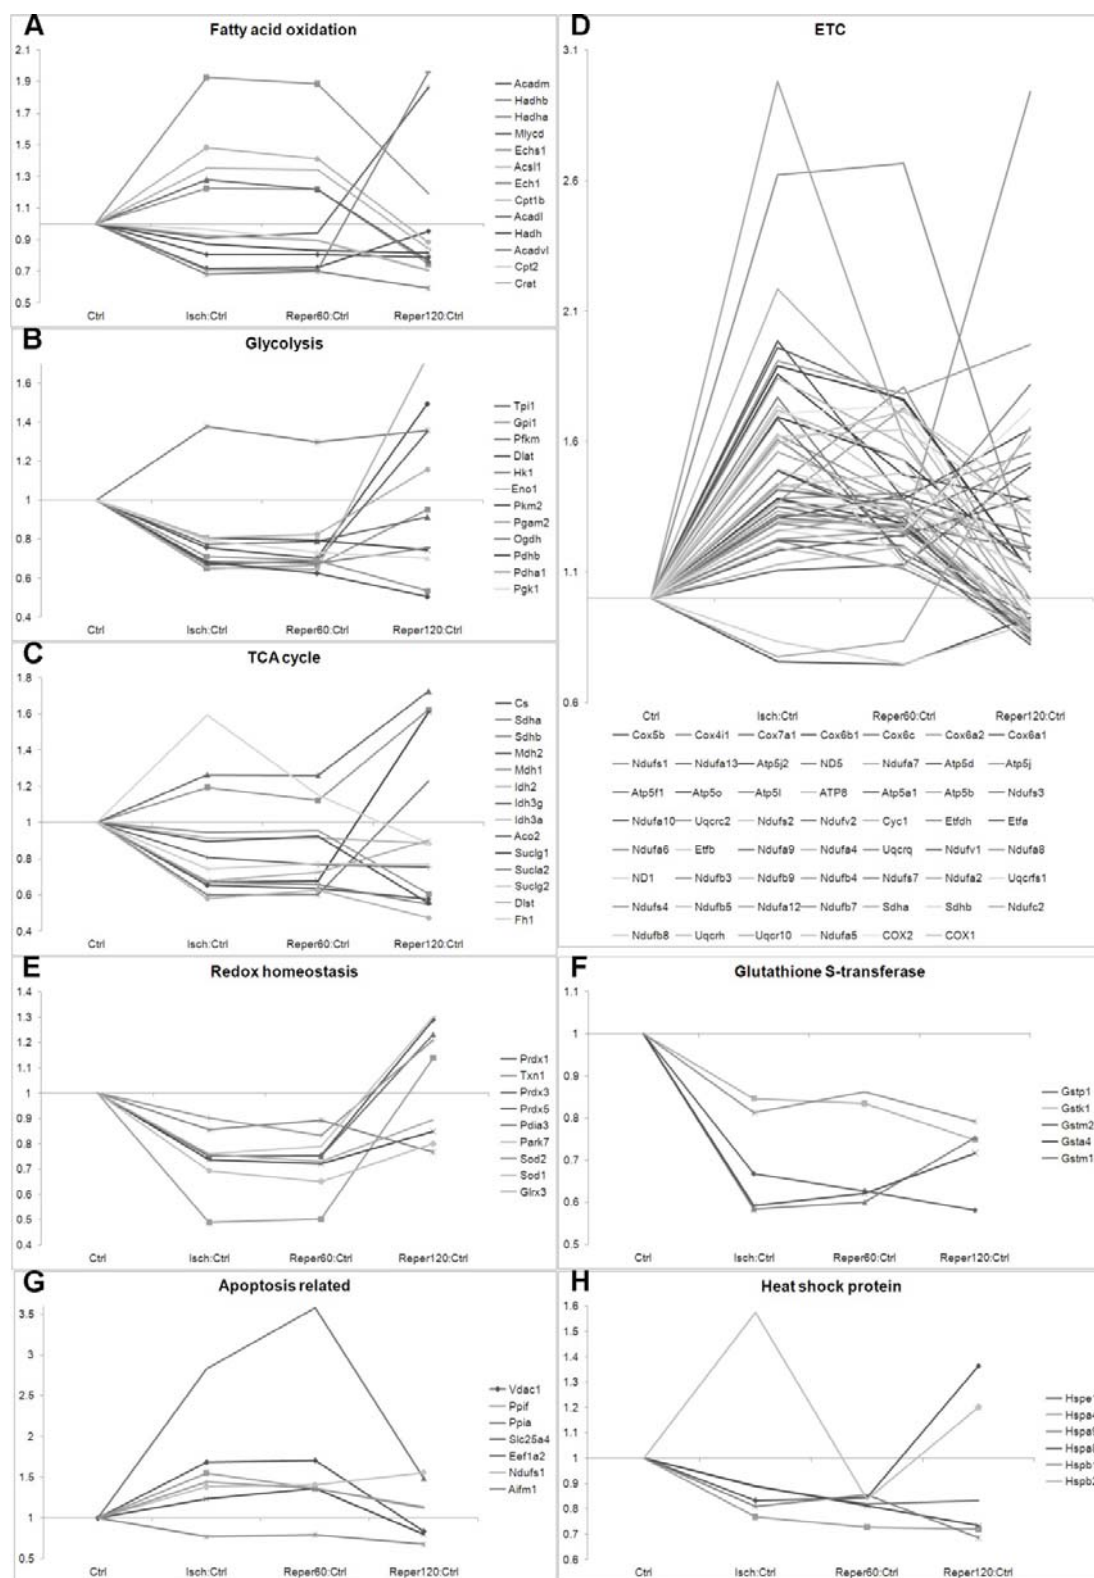 A
Fatty acid oxidation
2.1
1.9
1.7
1.5
1.3
1.1
0.9
0.7
0.5
Ctrl Isch:Ctrl Reper60:Ctrl Reper120:Ctrl
Acadm
Hadhb
Hadha
Mlycd
Echs1
Acsl1
Ech1
Cpt1b
Acadl
Hadh
Acadvl
Cpt2
Crat
B
Glycolysis
1.6
1.4
1.2
1
0.8
0.6
0.4
Ctrl Isch:Ctrl Reper60:Ctrl Reper120:Ctrl
Tpi1
Gpi1
Pfkm
Dlat
Hk1
Eno1
Pkm2
Pgam2
Ogdh
Pdhb
Pdha1
Pgk1
C
TCA cycle
1.8
1.6
1.4
1.2
1
0.8
0.6
0.4
Ctrl Isch:Ctrl Reper60:Ctrl Reper120:Ctrl
Cs
Sdha
Sdhb
Mdh2
Mdh1
Idh2
Idh3g
Idh3a
Aco2
Suclg1
Sucla2
Suclg2
Dlst
Fh1
D
ETC
3.1
2.6
2.1
1.6
1.1
0.6
Ctrl Isch:Ctrl Reper60:Ctrl Reper120:Ctrl
Cox5b Cox4i1 Cox7a1 Cox6b1 Cox6c Cox6a2 Cox6a1
Ndufs1 Ndufa13 Atp5j2 ND5 Ndufa7 Atp5d Atp5j
Atp5f1 Atp5o Atp5l ATP8 Atp5a1 Atp5b Ndufs3
Ndufa10 Uqcrc2 Ndufs2 Ndufv2 Cyc1 Etfdh Etfa
Ndufa6 Etfb Ndufa9 Ndufa4 Uqcrq Ndufv1 Ndufa8
ND1 Ndufb3 Ndufb9 Ndufb4 Ndufs7 Ndufa2 Uqcrfs1
Ndufs4 Ndufb5 Ndufa12 Ndufb7 Sdha Sdhb Ndufc2
Ndufb8 Uqcrh Uqcr10 Ndufa5 COX2 COX1
E
Redox homeostasis
1.4
1.3
1.2
1.1
1
0.9
0.8
0.7
0.6
0.5
0.4
Ctrl Isch:Ctrl Reper60:Ctrl Reper120:Ctrl
Prdx1
Txn1
Prdx3
Prdx5
Pdia3
Park7
Sod2
Sod1
Glrx3
F
Glutathione S-transferase
1.1
1
0.9
0.8
0.7
0.6
0.5
Ctrl Isch:Ctrl Reper60:Ctrl Reper120:Ctrl
Gstp1
Gstk1
Gstm2
Gsta4
Gstm1
G
Apoptosis related
3.5
3
2.5
2
1.5
1
0.5
Ctrl Isch:Ctrl Reper60:Ctrl Reper120:Ctrl
Vdac1
Ppif
Ppia
Slc25a4
Eef1a2
Ndufs1
Aifm1
H
Heat shock protein
1.6
1.5
1.4
1.3
1.2
1.1
1
0.9
0.8
0.7
0.6
Ctrl Isch:Ctrl Reper60:Ctrl Reper120:Ctrl
Hspe1